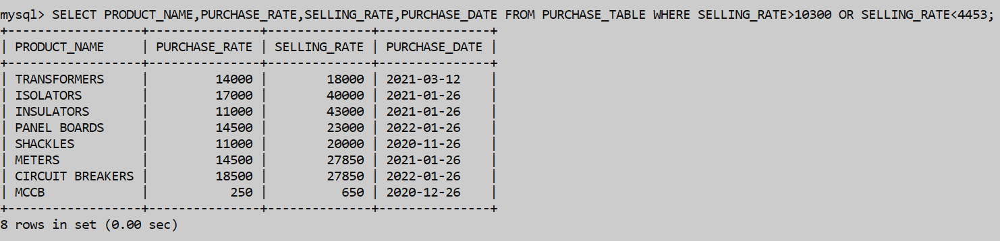 mysql> SELECT PRODUCT_NAME,PURCHASE_RATE,SELLING_RATE,PURCHASE_DATE FROM PURCHASE_TABLE WHERE SELLING_RATE>10300 OR SELLING_RATE<4453;
+------------------+---------------+--------------+---------------+
| PRODUCT_NAME     | PURCHASE_RATE | SELLING_RATE | PURCHASE_DATE |
+------------------+---------------+--------------+---------------+
| TRANSFORMERS     |         14000 |        18000 | 2021-03-12    |
| ISOLATORS        |         17000 |        40000 | 2021-01-26    |
| INSULATORS       |         11000 |        43000 | 2021-01-26    |
| PANEL BOARDS     |         14500 |        23000 | 2022-01-26    |
| SHACKLES         |         11000 |        20000 | 2020-11-26    |
| METERS           |         14500 |        27850 | 2021-01-26    |
| CIRCUIT BREAKERS |         18500 |        27850 | 2022-01-26    |
| MCCB             |           250 |          650 | 2020-12-26    |
+------------------+---------------+--------------+---------------+
8 rows in set (0.00 sec)